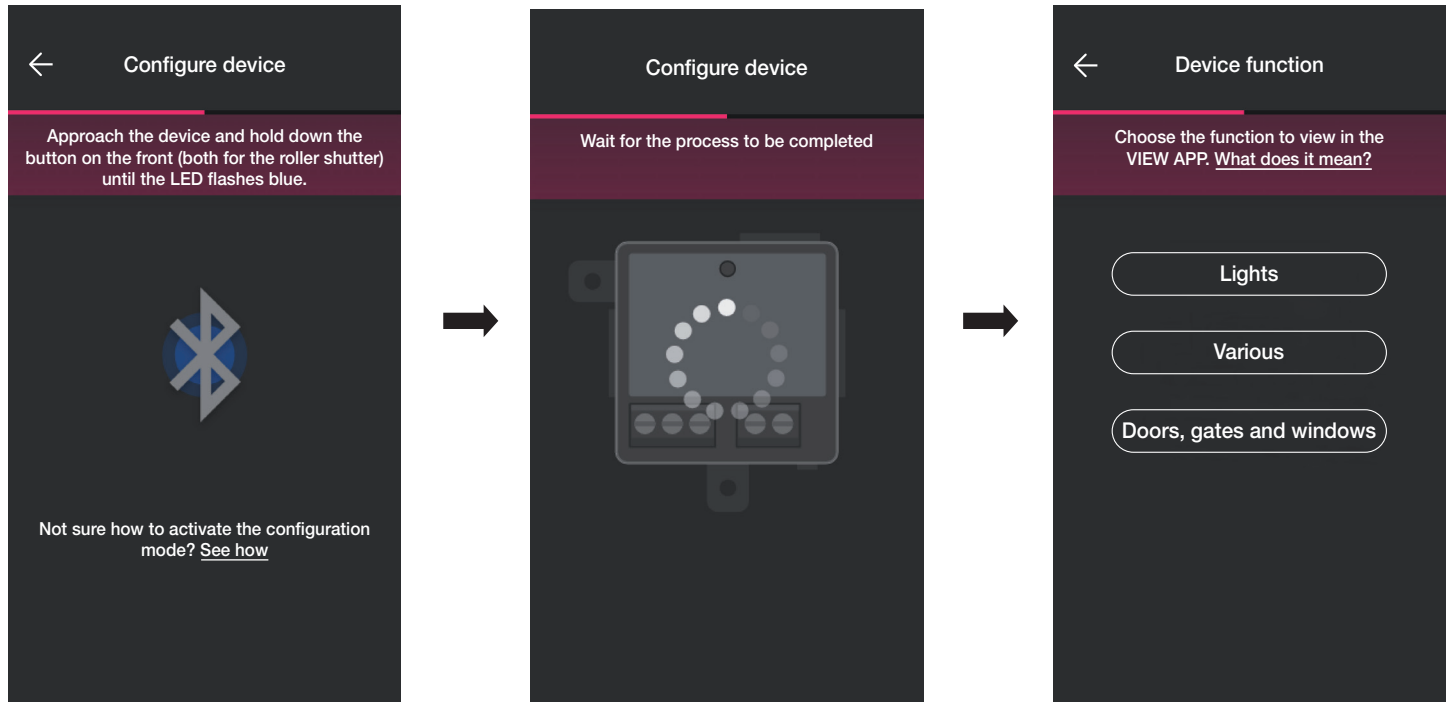 Configure device
Approach the device and hold down the
button on the front (both for the roller shutter)
until the LED flashes blue.
Not sure how to activate the configuration
mode? See how
Configure device
Wait for the process to be completed
Device function
Choose the function to view in the
VIEW APP. What does it mean?
Lights
Various
Doors, gates and windows